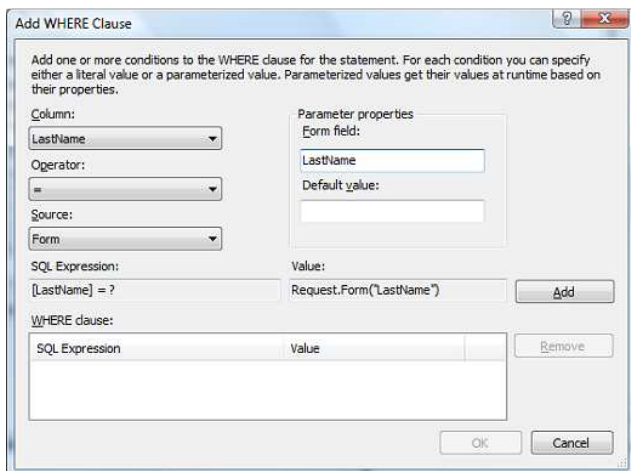 Add WHERE Clause
Add one or more conditions to the WHERE clause for the statement. For each condition you can specify
either a literal value or a parameterized value. Parameterized values get their values at runtime based on
their properties.
Column:
LastName
Operator:
=
Source:
Form
Parameter properties
Form field:
LastName
Default value:
SQL Expression:
[LastName] = ?
Value:
Request.Form("LastName")
Add
WHERE clause:
SQL Expression Value
Remove
OK Cancel